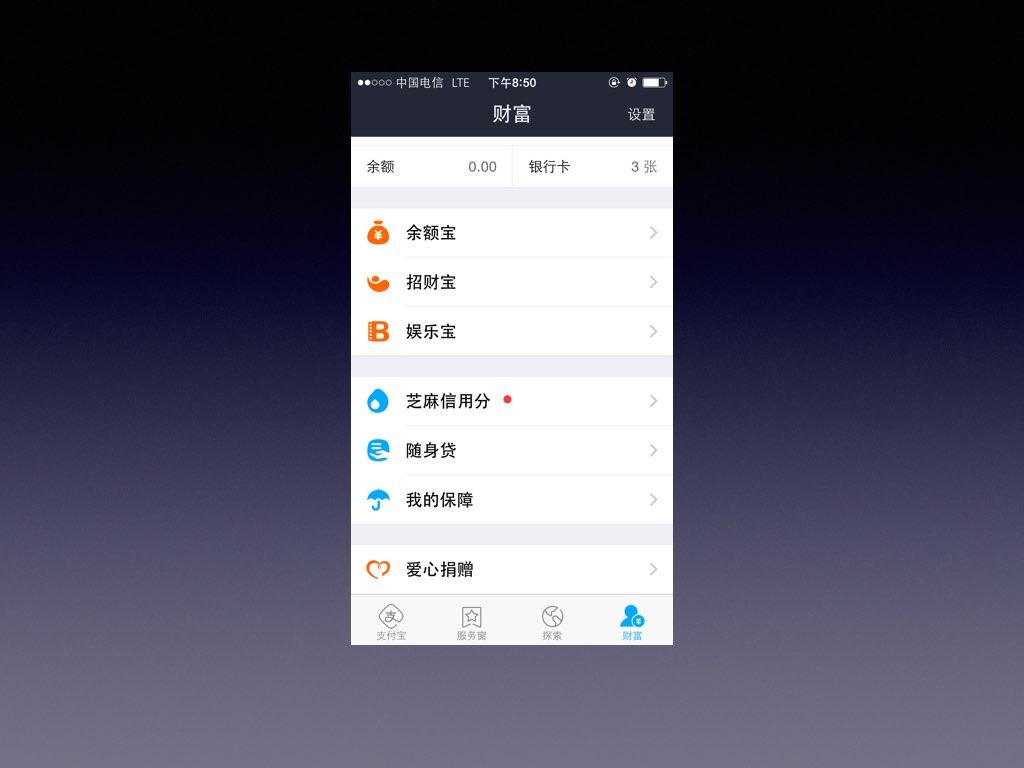 中国电信 LTE 下午8:50
财富 设置
余额 0.00 银行卡 3 张
余额宝
招财宝
娱乐宝
芝麻信用分
随身贷
我的保障
爱心捐赠
支付宝 服务窗 探索 财富